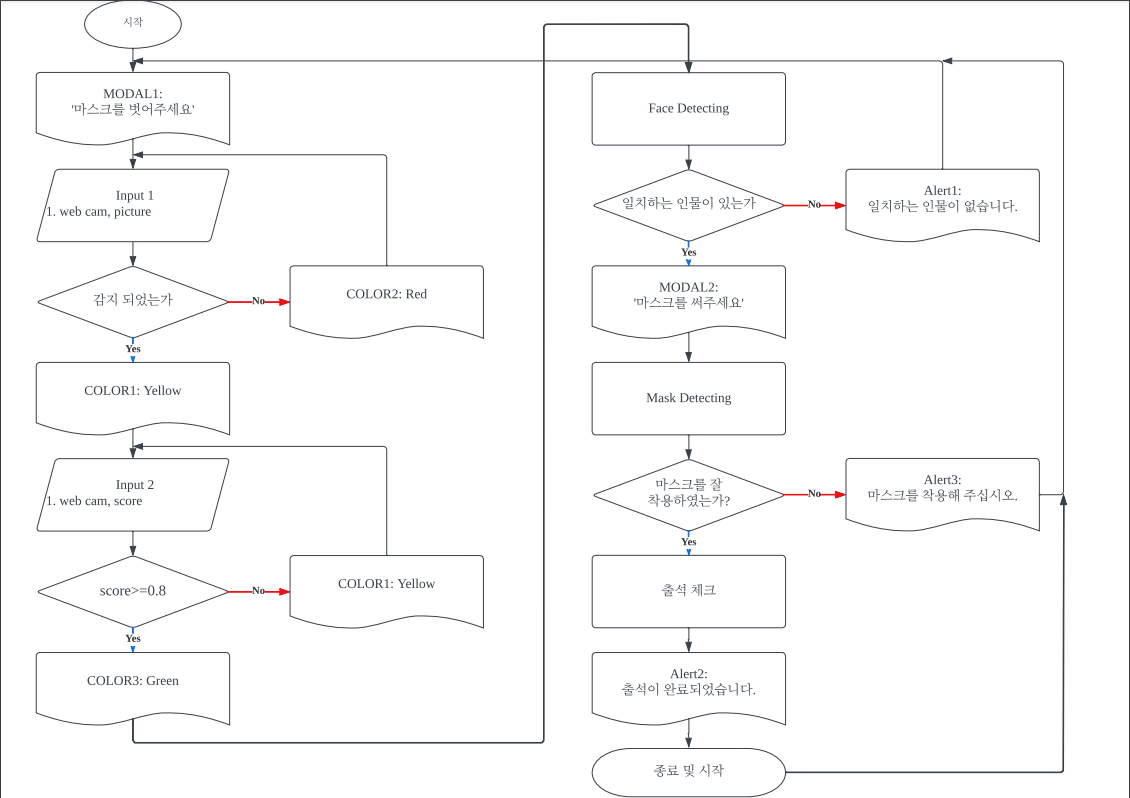 시작
MODAL1:
'마스크를 벗어주세요'
Input 1
1. web cam, picture
감지 되었는가
No
COLOR2: Red
Yes
COLOR1: Yellow
Input 2
1. web cam, score
score>=0.8
No
COLOR1: Yellow
Yes
COLOR3: Green
Face Detecting
일치하는 인물이 있는가
No
Alert1:
일치하는 인물이 없습니다.
Yes
MODAL2:
'마스크를 써주세요'
Mask Detecting
마스크를 잘
착용하였는가?
No
Alert3:
마스크를 착용해 주십시오.
Yes
출석 체크
Alert2:
출석이 완료되었습니다.
종료 및 시작